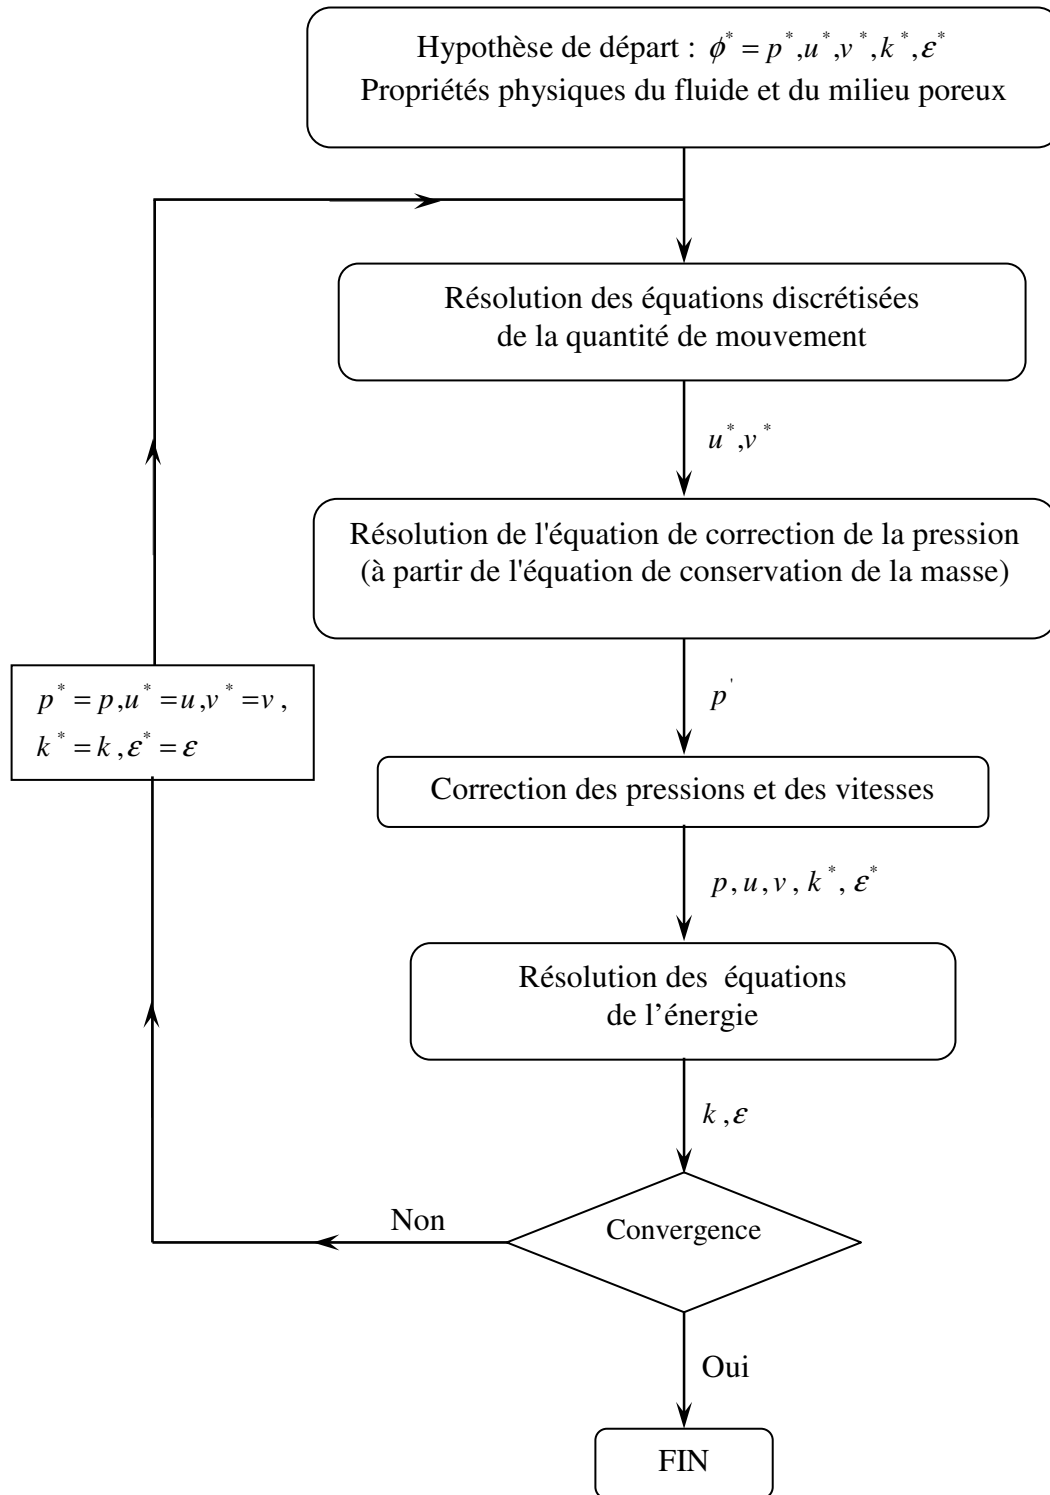 Hypothèse de départ : ϕ* = p*,u*,v*,k*,ε*
Propriétés physiques du fluide et du milieu poreux
Résolution des équations discrétisées
de la quantité de mouvement
u*,v*
Résolution de l'équation de correction de la pression
(à partir de l'équation de conservation de la masse)
p'
p* = p,u* = u,v* = v ,
k* = k ,ε* = ε
Correction des pressions et des vitesses
p , u , v , k*, ε*
Résolution des équations
de l’énergie
k ,ε
Non
Convergence
Oui
FIN